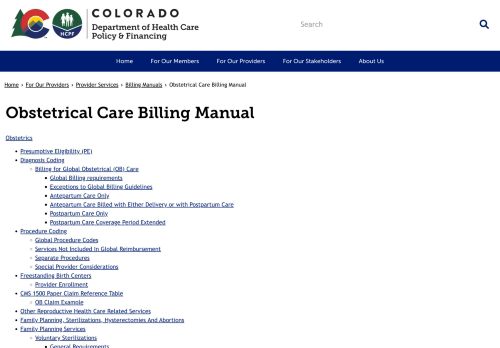 COLORADO
Department of Health Care
Policy & Financing
HCPF
Search
Home For Our Members For Our Providers For Our Stakeholders About Us
Home › For Our Providers › Provider Services › Billing Manuals › Obstetrical Care Billing Manual
Obstetrical Care Billing Manual
Obstetrics
Presumptive Eligibility (PE)
Diagnosis Coding
Billing for Global Obstetrical (OB) Care
Global Billing requirements
Exceptions to Global Billing Guidelines
Antepartum Care Only
Antepartum Care Billed with Either Delivery or with Postpartum Care
Postpartum Care Only
Postpartum Care Coverage Period Extended
Procedure Coding
Global Procedure Codes
Services Not Included in Global Reimbursement
Separate Procedures
Special Provider Considerations
Freestanding Birth Centers
Provider Enrollment
CMS 1500 Paper Claim Reference Table
OB Claim Example
Other Reproductive Health Care Related Services
Family Planning, Sterilizations, Hysterectomies And Abortions
Family Planning Services
Voluntary Sterilizations
General Requirements